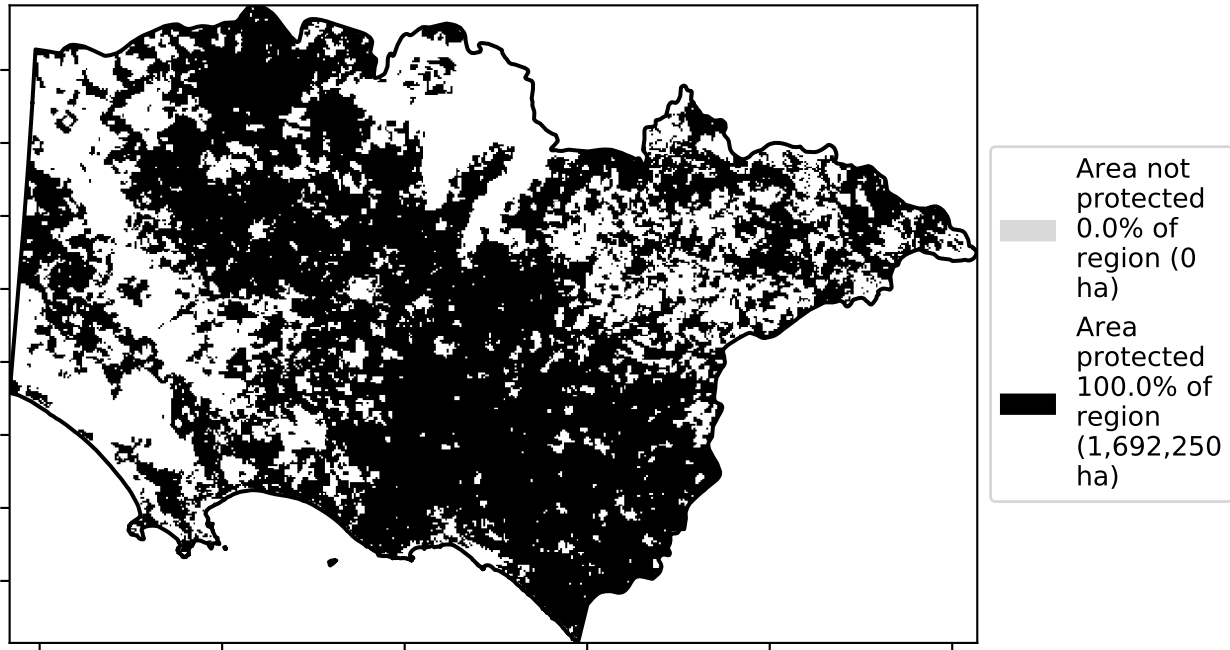 Area not
protected
0.0% of
region (0
ha)
Area
protected
100.0% of
region
(1,692,250
ha)